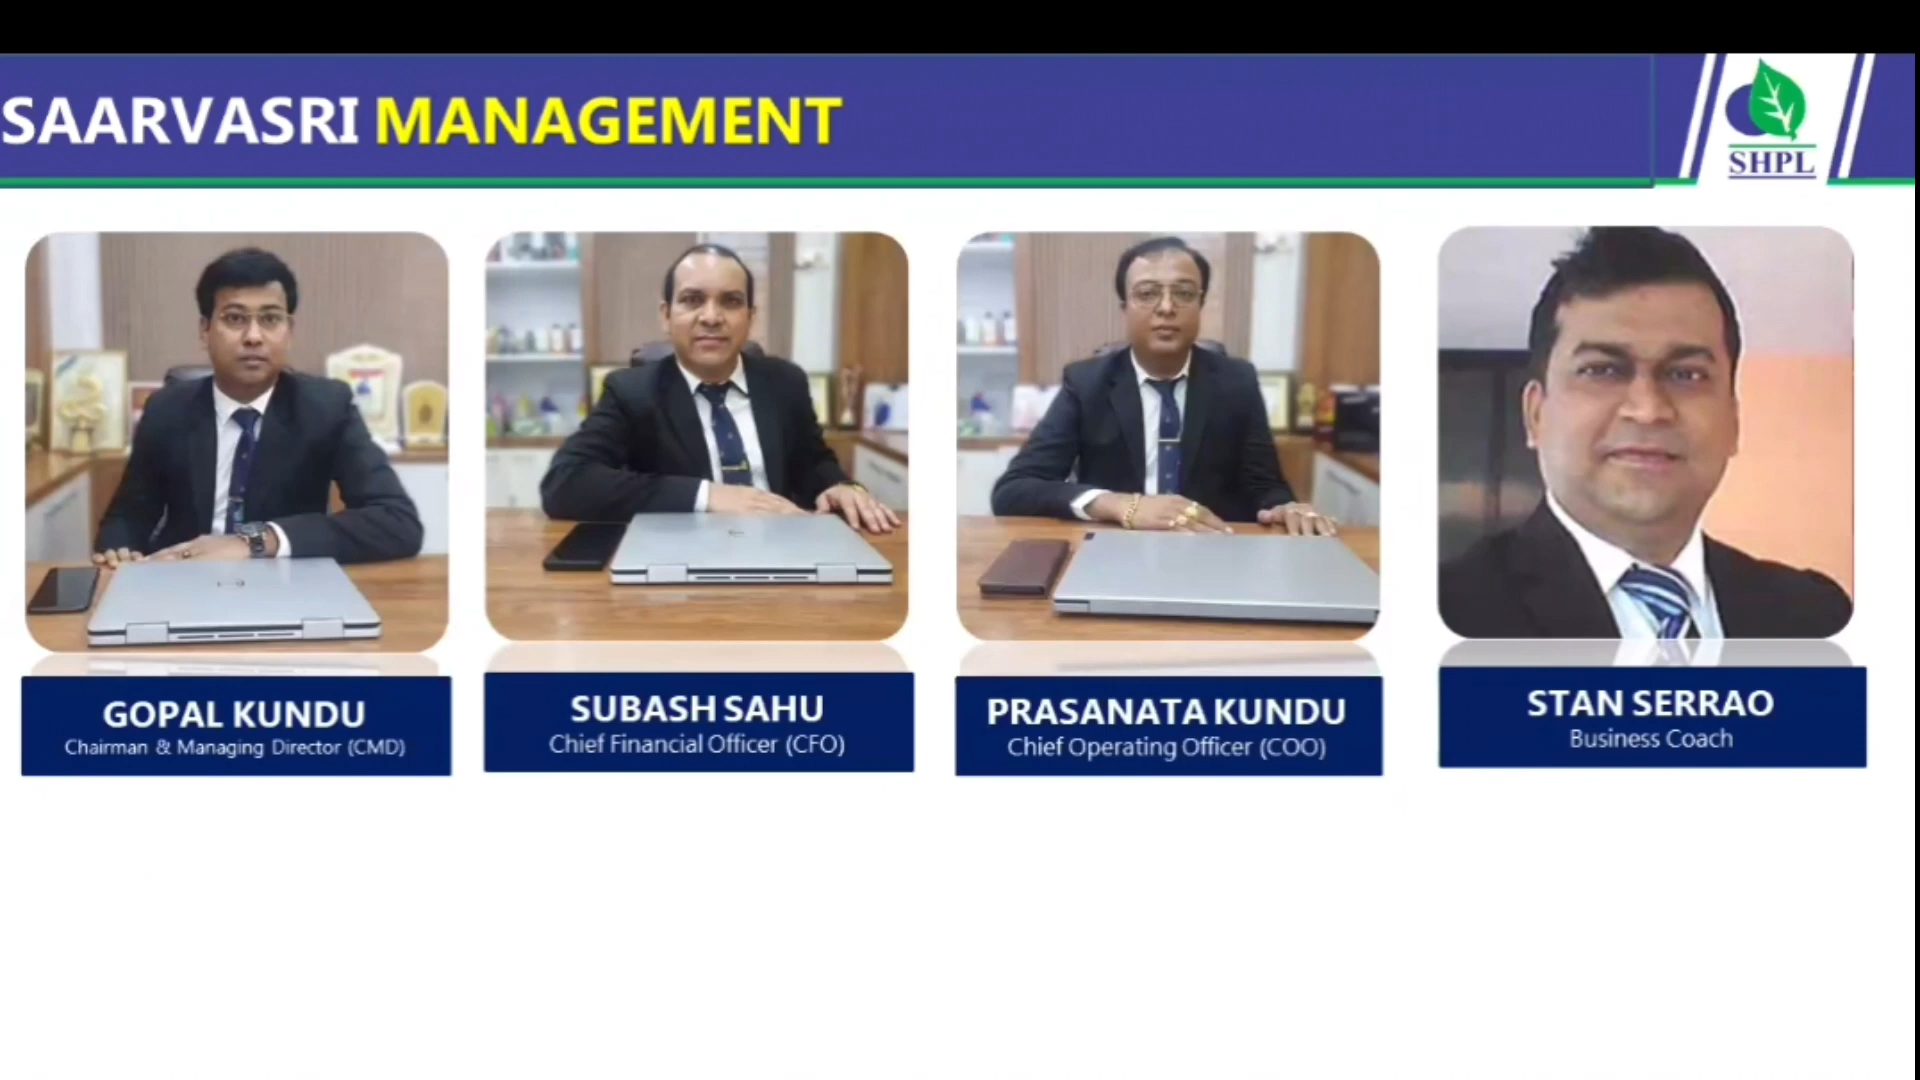 SAARVASRI MANAGEMENT
SHPL
GOPAL KUNDU
Chairman & Managing Director (CMD)
SUBASH SAHU
Chief Financial Officer (CFO)
PRASANATA KUNDU
Chief Operating Officer (COO)
STAN SERRAO
Business Coach